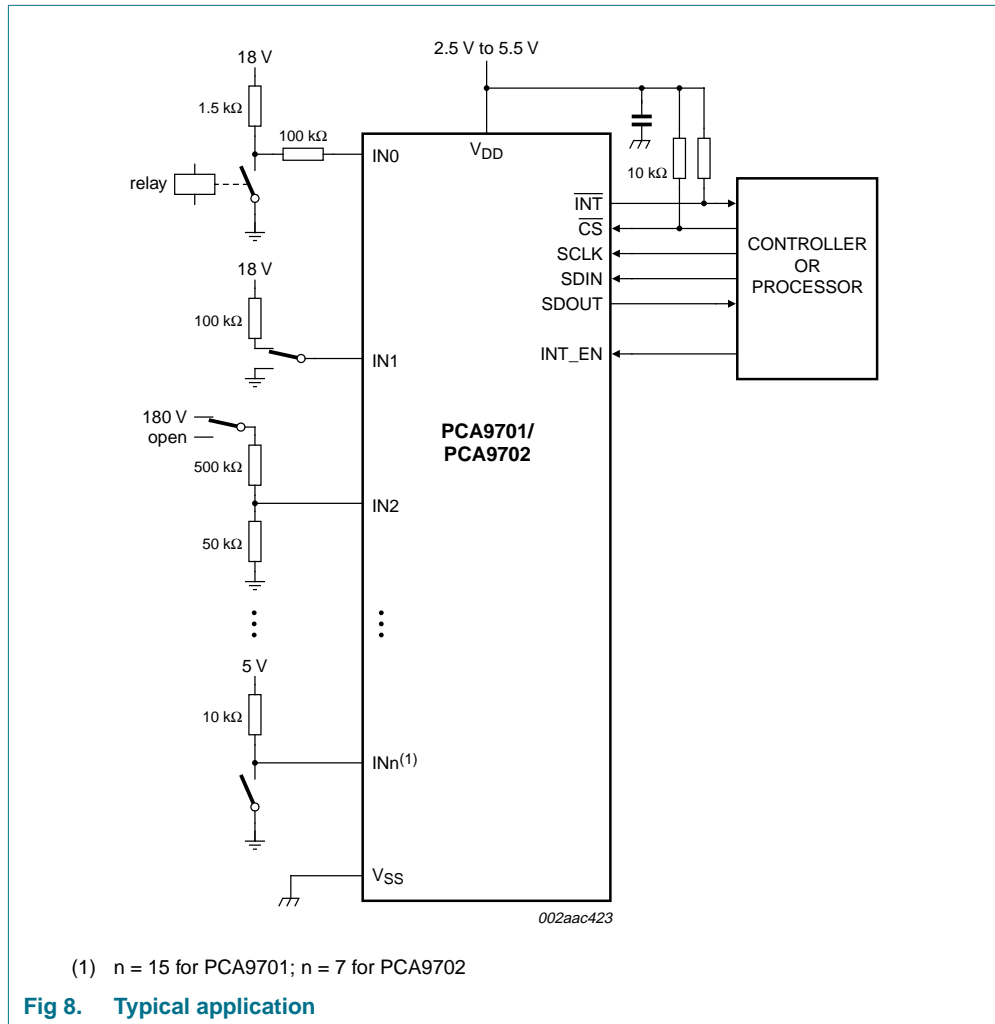 2.5 V to 5.5 V
18 V
1.5 kΩ
100 kΩ
IN0
VDD
relay
10 kΩ
INT
CS
SCLK
SDIN
SDOUT
INT_EN
CONTROLLER
OR
PROCESSOR
18 V
100 kΩ
IN1
180 V
open
500 kΩ
IN2
50 kΩ
PCA9701/
PCA9702
5 V
10 kΩ
INn(1)
VSS
002aac423
(1) n = 15 for PCA9701; n = 7 for PCA9702
Fig 8. Typical application